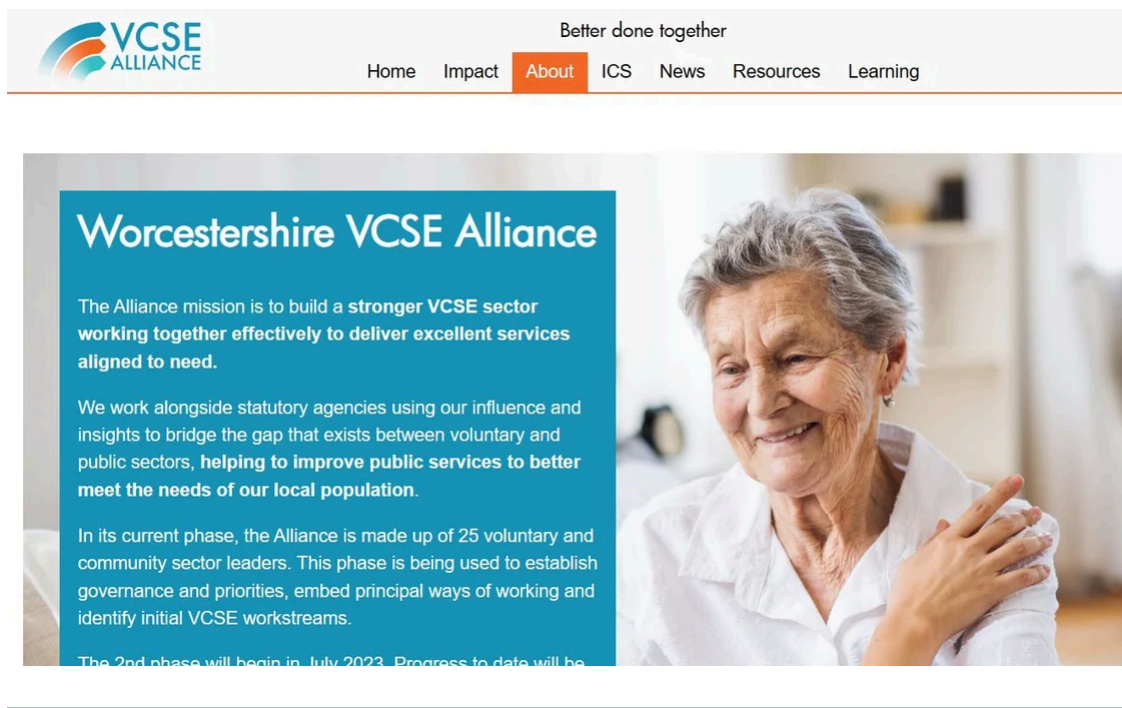 VCSE
ALLIANCE
Better done together
Home Impact About ICS News Resources Learning
Worcestershire VCSE Alliance
The Alliance mission is to build a stronger VCSE sector
working together effectively to deliver excellent services
aligned to need.
We work alongside statutory agencies using our influence and
insights to bridge the gap that exists between voluntary and
public sectors, helping to improve public services to better
meet the needs of our local population.
In its current phase, the Alliance is made up of 25 voluntary and
community sector leaders. This phase is being used to establish
governance and priorities, embed principal ways of working and
identify initial VCSE workstreams.
The 2nd phase will begin in July 2023. Progress to date will be